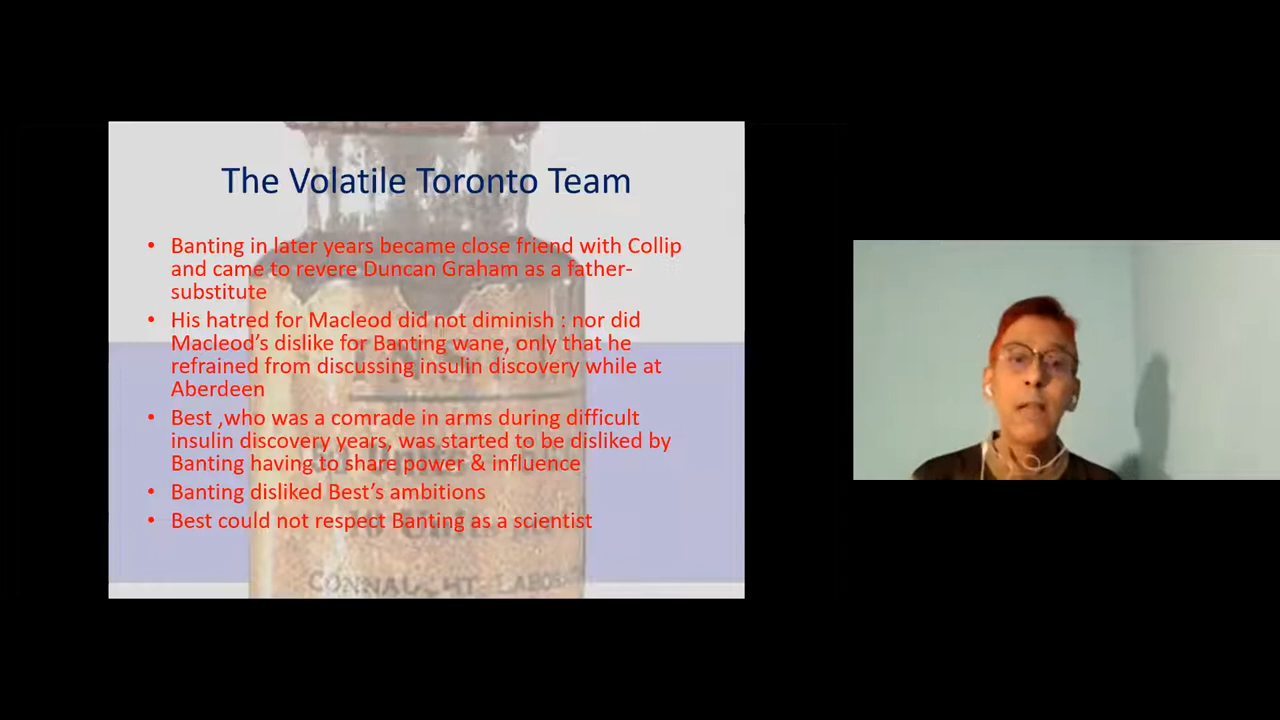 The Volatile Toronto Team
• Banting in later years became close friend with Collip
and came to revere Duncan Graham as a father-
substitute
• His hatred for Macleod did not diminish : nor did
Macleod's dislike for Banting wane, only that he
refrained from discussing insulin discovery while at
Aberdeen
• Best ,who was a comrade in arms during difficult
insulin discovery years, was started to be disliked by
Banting having to share power & influence
• Banting disliked Best's ambitions
• Best could not respect Banting as a scientist
10 Units
CONNAUGHT